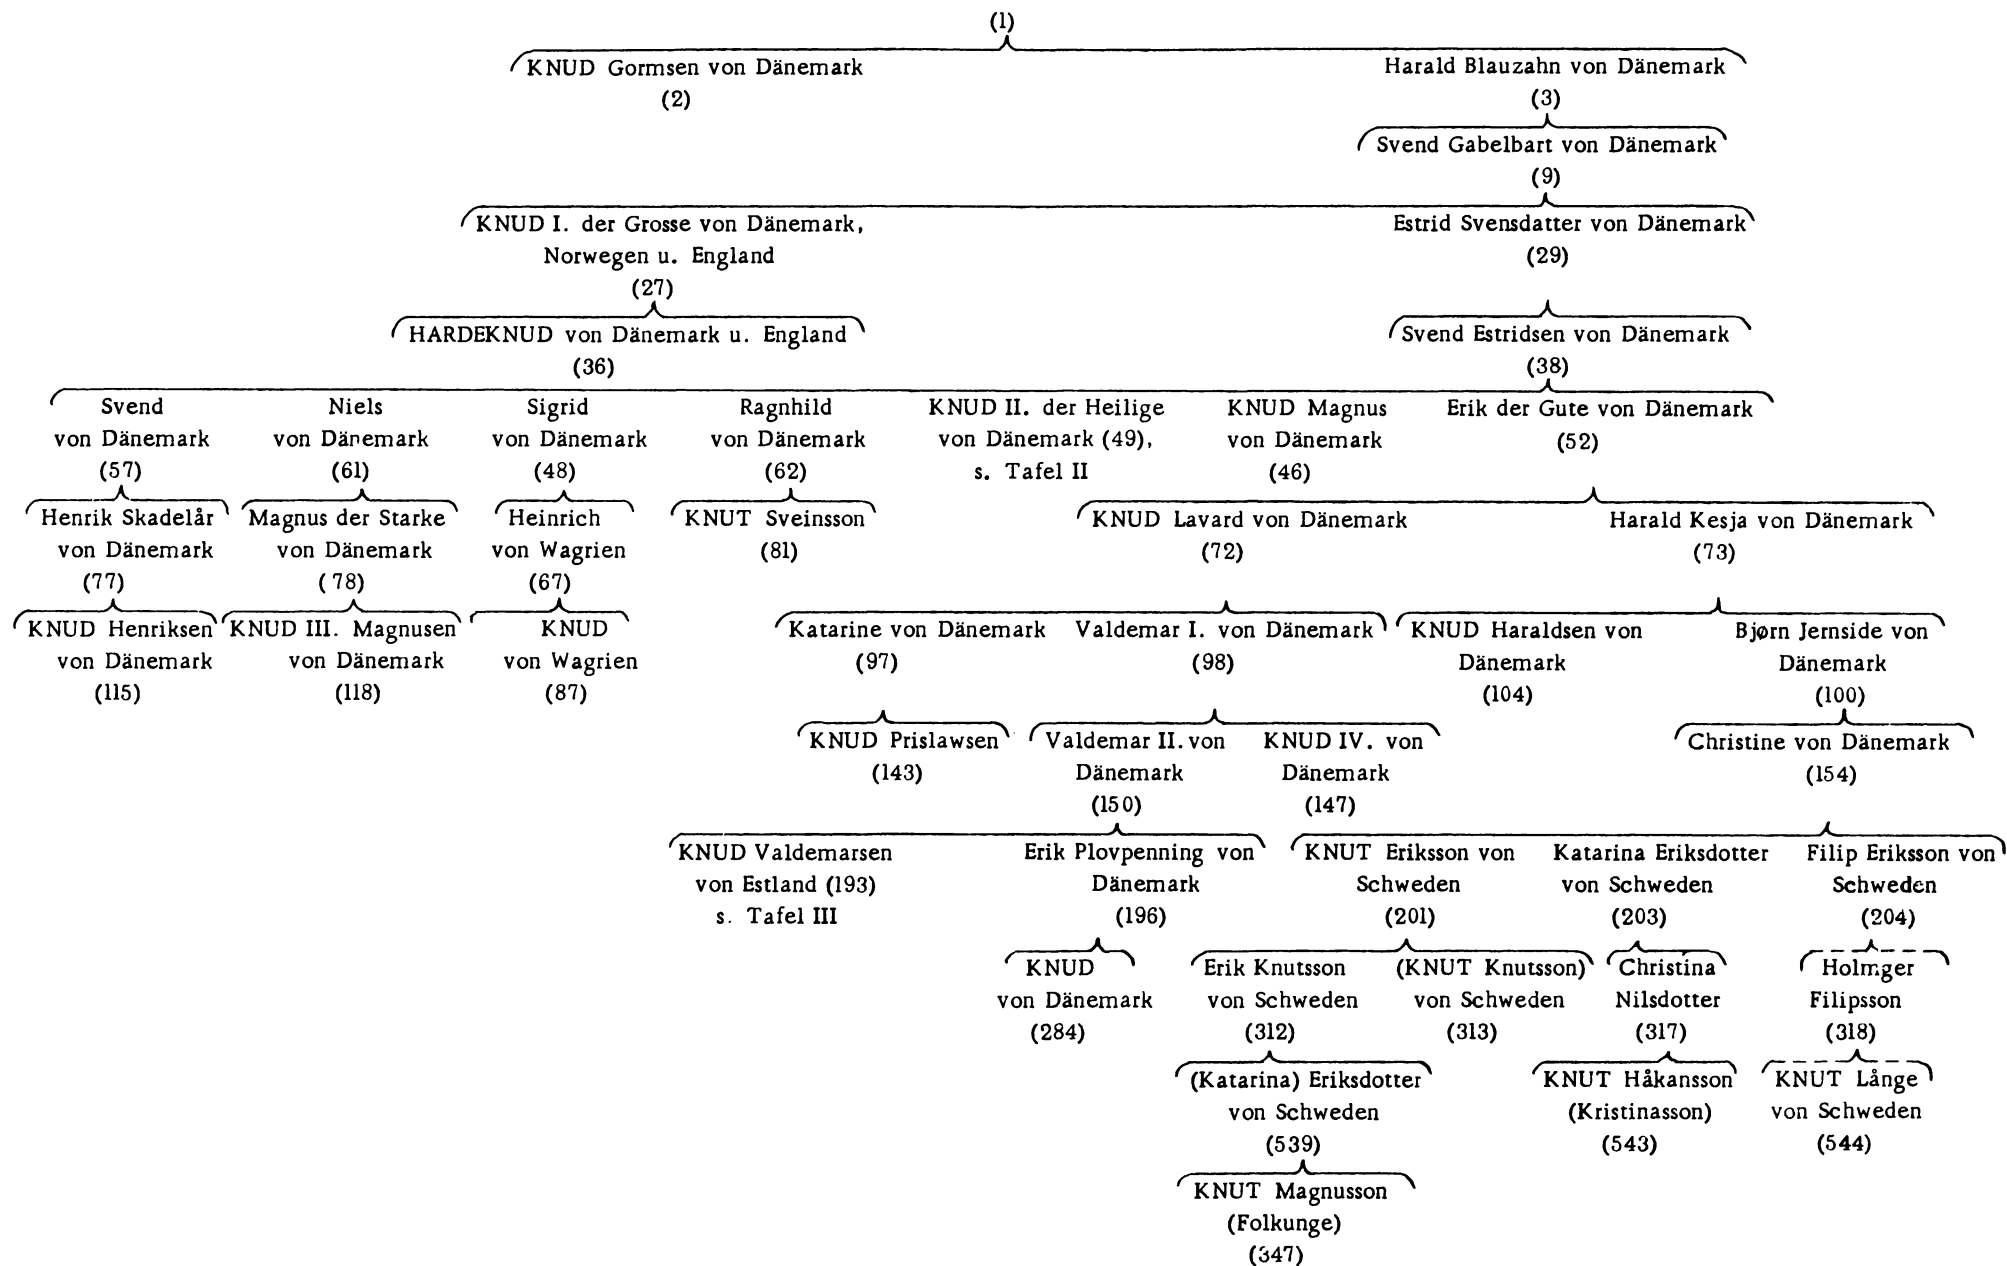 (1)
KNUD Gormsen von Dänemark
(2)
Harald Blauzahn von Dänemark
(3)
Svend Gabelbart von Dänemark
(9)
KNUD I. der Grosse von Dänemark,
Norwegen u. England
(27)
Estrid Svensdatter von Dänemark
(29)
HARDEKNUD von Dänemark u. England
(36)
Svend Estridsen von Dänemark
(38)
Svend
von Dänemark
(57)
Niels
von Dänemark
(61)
Sigrid
von Dänemark
(48)
Ragnhild
von Dänemark
(62)
KNUD II. der Heilige
von Dänemark (49),
s. Tafel II
KNUD Magnus
von Dänemark
(46)
Erik der Gute von Dänemark
(52)
Henrik Skadelår
von Dänemark
(77)
Magnus der Starke
von Dänemark
(78)
Heinrich
von Wagrien
(67)
KNUT Sveinsson
(81)
KNUD Lavard von Dänemark
(72)
Harald Kesja von Dänemark
(73)
KNUD Henriksen
von Dänemark
(115)
KNUD III. Magnusen
von Dänemark
(118)
KNUD
von Wagrien
(87)
Katarine von Dänemark
(97)
Valdemar I. von Dänemark
(98)
KNUD Haraldsen von
Dänemark
(104)
Bjørn Jernside von
Dänemark
(100)
KNUD Prislawsen
(143)
Valdemar II. von
Dänemark
(150)
KNUD IV. von
Dänemark
(147)
Christine von Dänemark
(154)
KNUD Valdemarsen
von Estland (193)
s. Tafel III
Erik Plovpenning von
Dänemark
(196)
KNUT Eriksson von
Schweden
(201)
Katarina Eriksdotter
von Schweden
(203)
Filip Eriksson von
Schweden
(204)
KNUD
von Dänemark
(284)
Erik Knutsson
von Schweden
(312)
(KNUT Knutsson)
von Schweden
(313)
Christina
Nilsdotter
(317)
Holmger
Filipsson
(318)
(Katarina) Eriksdotter
von Schweden
(539)
KNUT Håkansson
(Kristinasson)
(543)
KNUT Långe
von Schweden
(544)
KNUT Magnusson
(Folkunge)
(347)